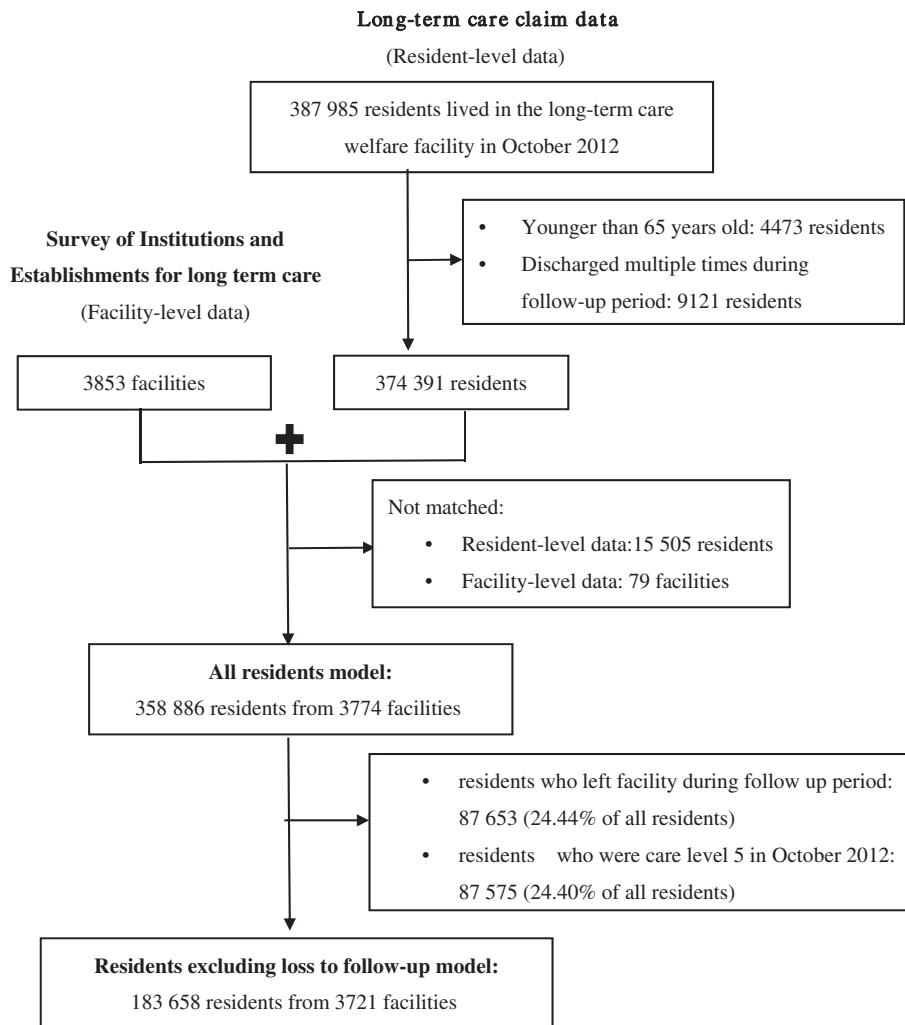 Long-term care claim data
(Resident-level data)
387 985 residents lived in the long-term care
welfare facility in October 2012
• Younger than 65 years old: 4473 residents
• Discharged multiple times during
follow-up period: 9121 residents
Survey of Institutions and
Establishments for long term care
(Facility-level data)
3853 facilities
374 391 residents
Not matched:
• Resident-level data:15 505 residents
• Facility-level data: 79 facilities
All residents model:
358 886 residents from 3774 facilities
• residents who left facility during follow up period:
87 653 (24.44% of all residents)
• residents who were care level 5 in October 2012:
87 575 (24.40% of all residents)
Residents excluding loss to follow-up model:
183 658 residents from 3721 facilities